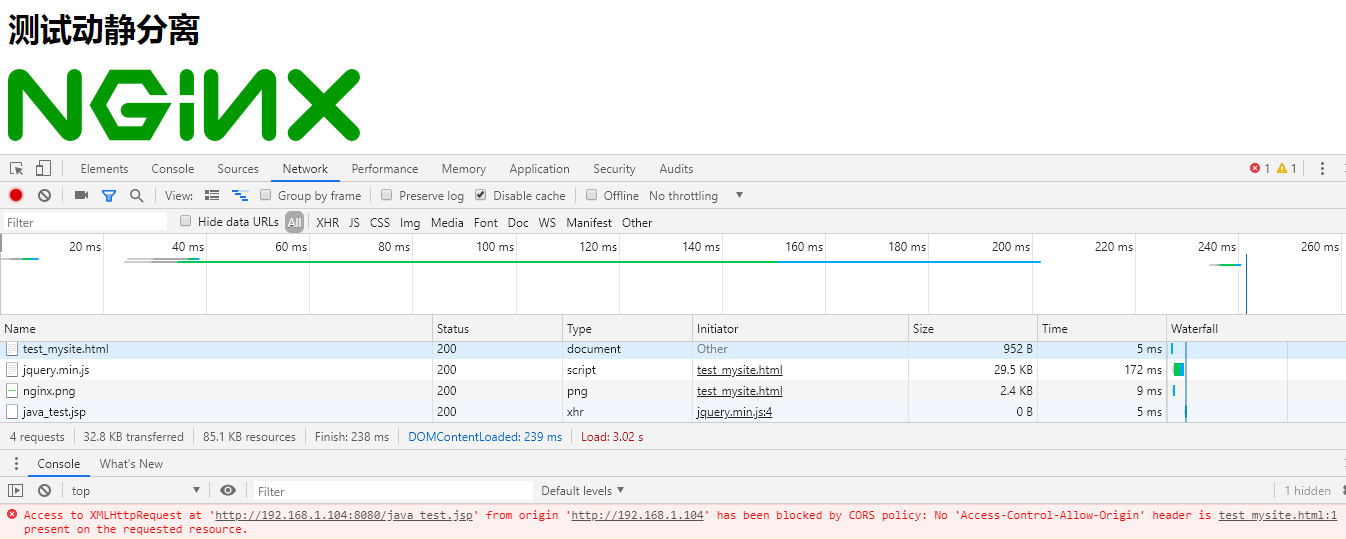 测试动静分离
NGINX
Elements Console Sources Network Performance Memory Application Security Audits 1 1
View: Group by frame Preserve log Disable cache Offline No throttling
Filter Hide data URLs All XHR JS CSS Img Media Font Doc WS Manifest Other
20 ms 40 ms 60 ms 80 ms 100 ms 120 ms 140 ms 160 ms 180 ms 200 ms 220 ms 240 ms 260 ms
Name Status Type Initiator Size Time Waterfall
test_mysite.html 200 document Other 952 B 5 ms
jquery.min.js 200 script test_mysite.html 29.5 KB 172 ms
nginx.png 200 png test_mysite.html 2.4 KB 9 ms
java_test.jsp 200 xhr jquery.min.js:4 0 B 5 ms
4 requests 32.8 KB transferred 85.1 KB resources Finish: 238 ms DOMContentLoaded: 239 ms Load: 3.02 s
Console What's New
top Filter Default levels 1 hidden
Access to XMLHttpRequest at 'http://192.168.1.104:8080/java_test.jsp' from origin 'http://192.168.1.104' has been blocked by CORS policy: No 'Access-Control-Allow-Origin' header is test_mysite.html:1
present on the requested resource.